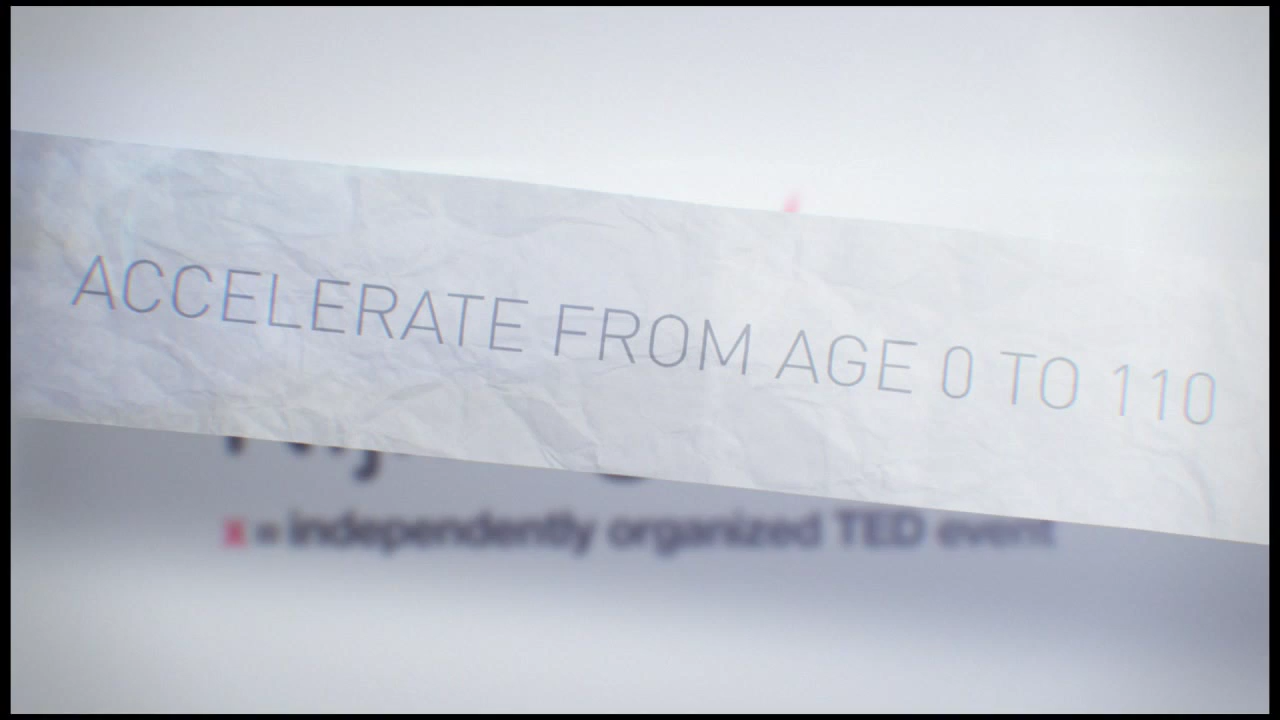 ACCELERATE FROM AGE 0 TO 110
x = independently organized TED event